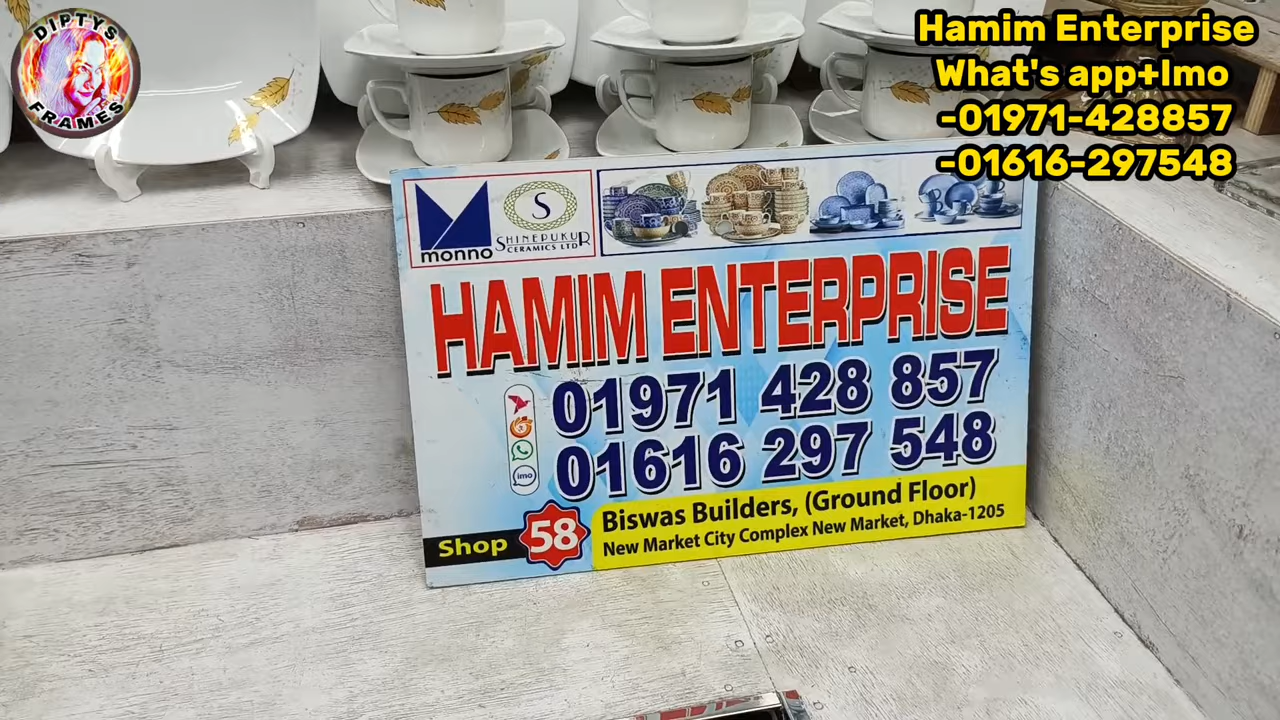 DIPTYS
FRAMES
Hamim Enterprise
What's app+Imo
-01971-428857
-01616-297548
monno
S
SHINEPUKUR
CERAMICS LTD
HAMIM ENTERPRISE
01971 428 857
01616 297 548
imo
Shop 58
Biswas Builders, (Ground Floor)
New Market City Complex New Market, Dhaka-1205